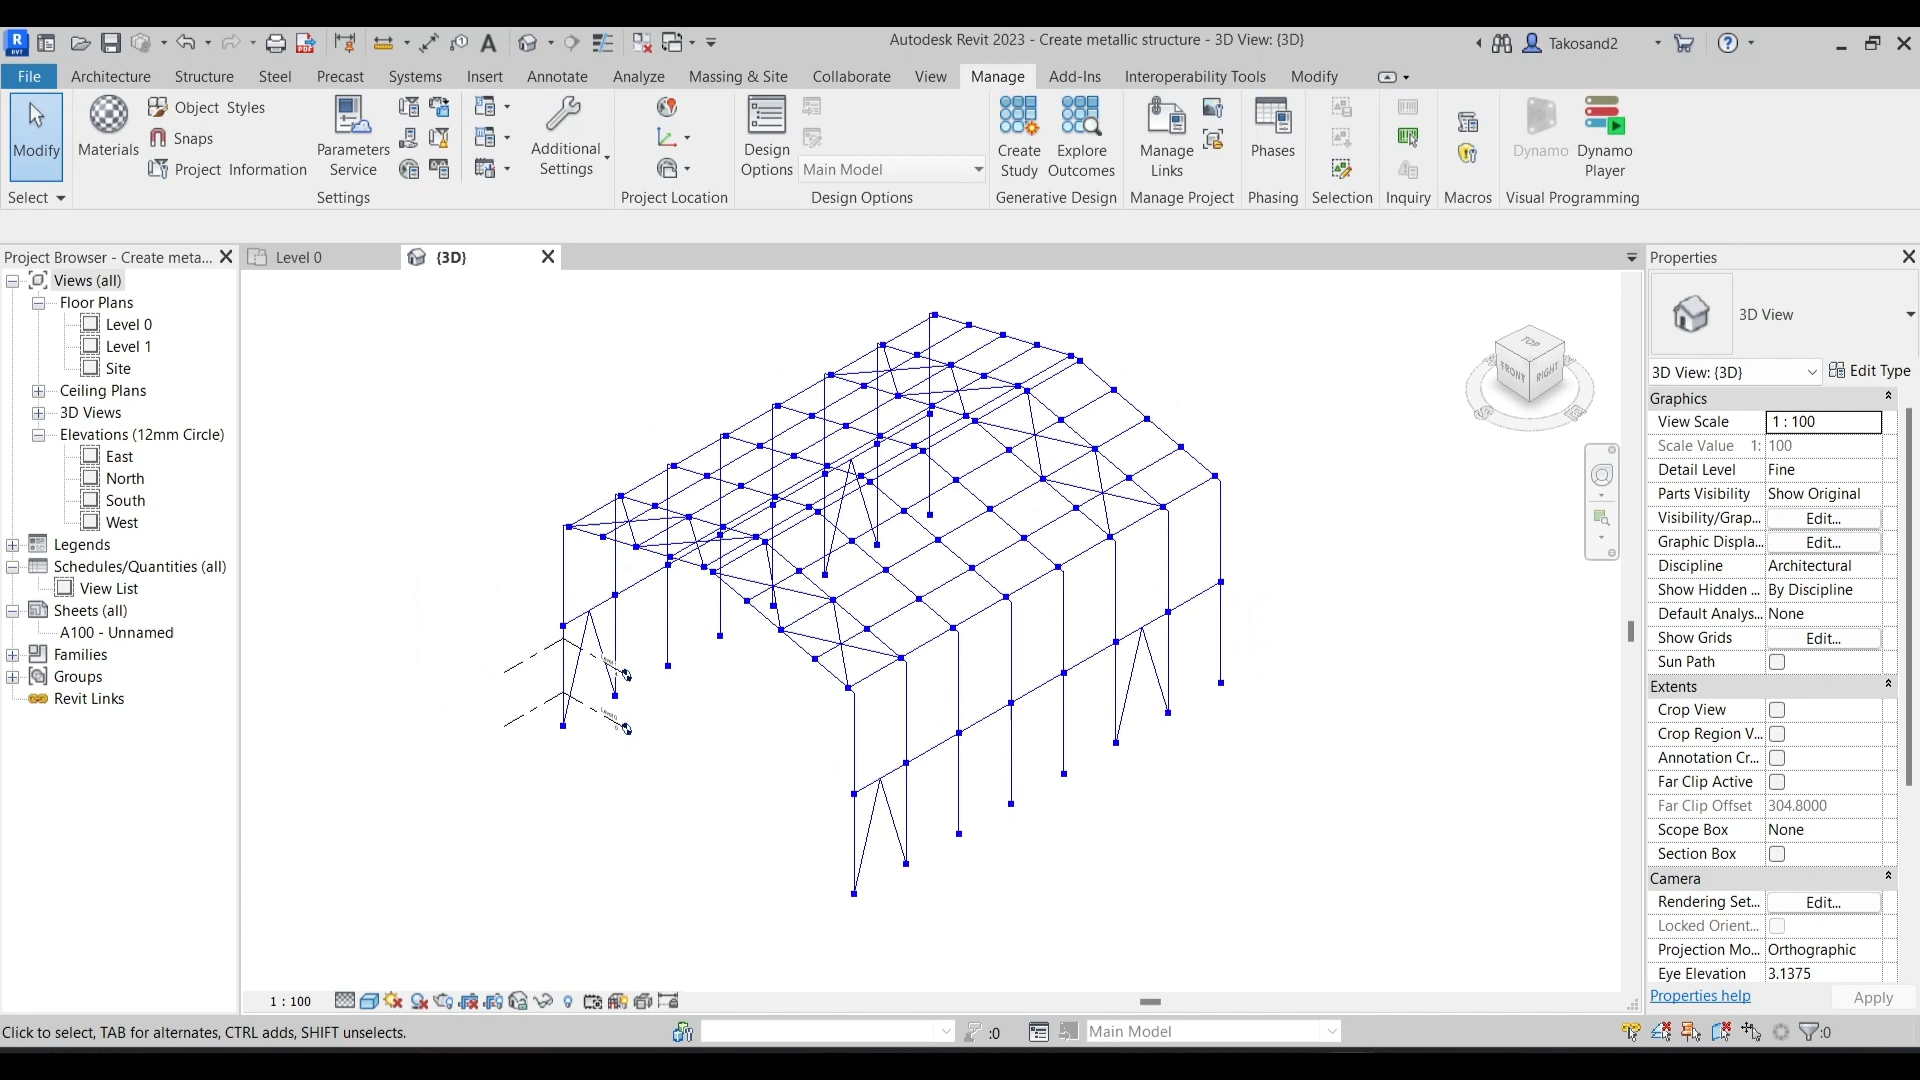 Autodesk Revit 2023 - Create metallic structure - 3D View: {3D}
Takosand2
File Architecture Structure Steel Precast Systems Insert Annotate Analyze Massing & Site Collaborate View Manage Add-Ins Interoperability Tools Modify
Modify
Materials
Object Styles
Snaps
Project Information
Parameters Service
Additional Settings
Design Options
Main Model
Create Study
Explore Outcomes
Manage Links
Phases
Dynamo
Dynamo Player
Select
Settings
Project Location
Design Options
Generative Design
Manage Project
Phasing
Selection
Inquiry
Macros
Visual Programming
Project Browser - Create meta...
Views (all)
Floor Plans
Level 0
Level 1
Site
Ceiling Plans
3D Views
Elevations (12mm Circle)
East
North
South
West
Legends
Schedules/Quantities (all)
View List
Sheets (all)
A100 - Unnamed
Families
Groups
Revit Links
Level 0
{3D}
TOP
FRONT
RIGHT
S
E
Level 0
Properties
3D View
3D View: {3D}
Edit Type
Graphics
View Scale 1 : 100
Scale Value 1: 100
Detail Level Fine
Parts Visibility Show Original
Visibility/Grap... Edit...
Graphic Displa... Edit...
Discipline Architectural
Show Hidden ... By Discipline
Default Analys... None
Show Grids Edit...
Sun Path
Extents
Crop View
Crop Region V...
Annotation Cr...
Far Clip Active
Far Clip Offset 304.8000
Scope Box None
Section Box
Camera
Rendering Set... Edit...
Locked Orient...
Projection Mo... Orthographic
Eye Elevation 3.1375
Properties help
Apply
1 : 100
Click to select, TAB for alternates, CTRL adds, SHIFT unselects.
:0
Main Model
:0